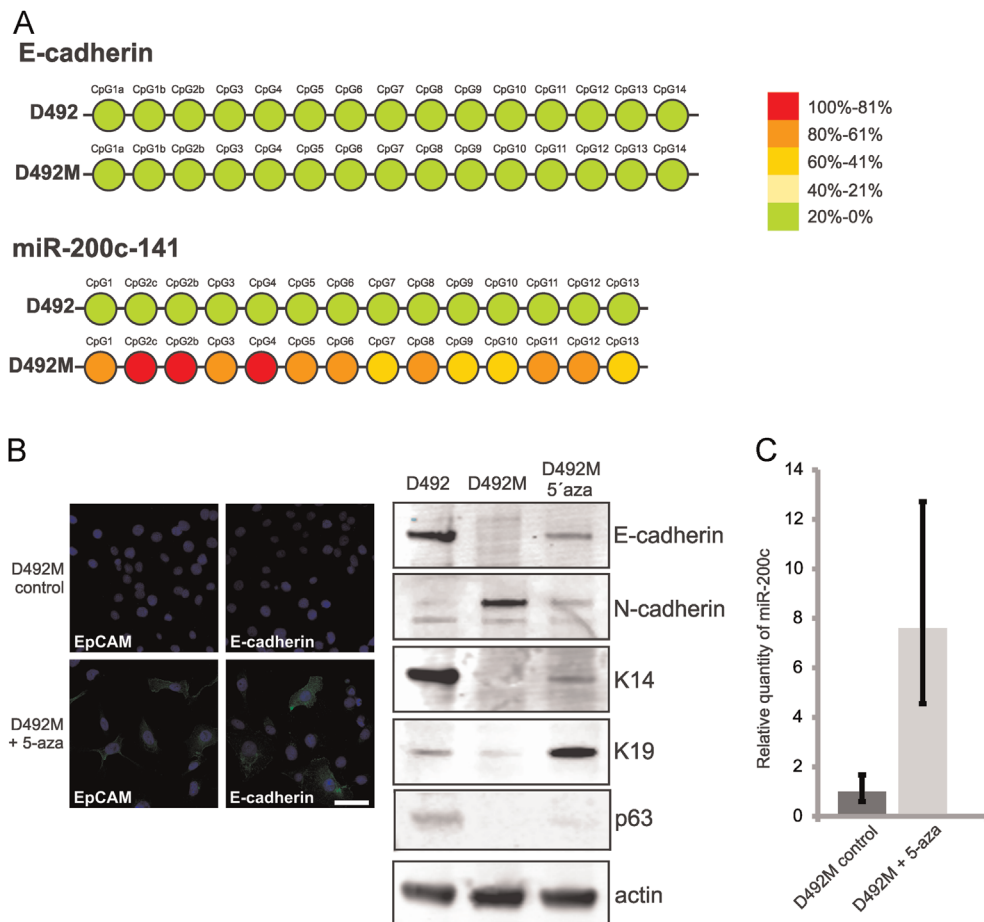 A
E-cadherin
CpG1a CpG1b CpG2b CpG3 CpG4 CpG5 CpG6 CpG7 CpG8 CpG9 CpG10 CpG11 CpG12 CpG13 CpG14
D492
CpG1a CpG1b CpG2b CpG3 CpG4 CpG5 CpG6 CpG7 CpG8 CpG9 CpG10 CpG11 CpG12 CpG13 CpG14
D492M
100%-81%
80%-61%
60%-41%
40%-21%
20%-0%
miR-200c-141
CpG1 CpG2c CpG2b CpG3 CpG4 CpG5 CpG6 CpG7 CpG8 CpG9 CpG10 CpG11 CpG12 CpG13
D492
CpG1 CpG2c CpG2b CpG3 CpG4 CpG5 CpG6 CpG7 CpG8 CpG9 CpG10 CpG11 CpG12 CpG13
D492M
B
D492M
control
EpCAM
E-cadherin
D492M
+ 5-aza
EpCAM
E-cadherin
D492 D492M D492M
5´aza
E-cadherin
N-cadherin
K14
K19
p63
actin
C
Relative quantity of miR-200c
14
12
10
8
6
4
2
0
D492M control
D492M + 5-aza